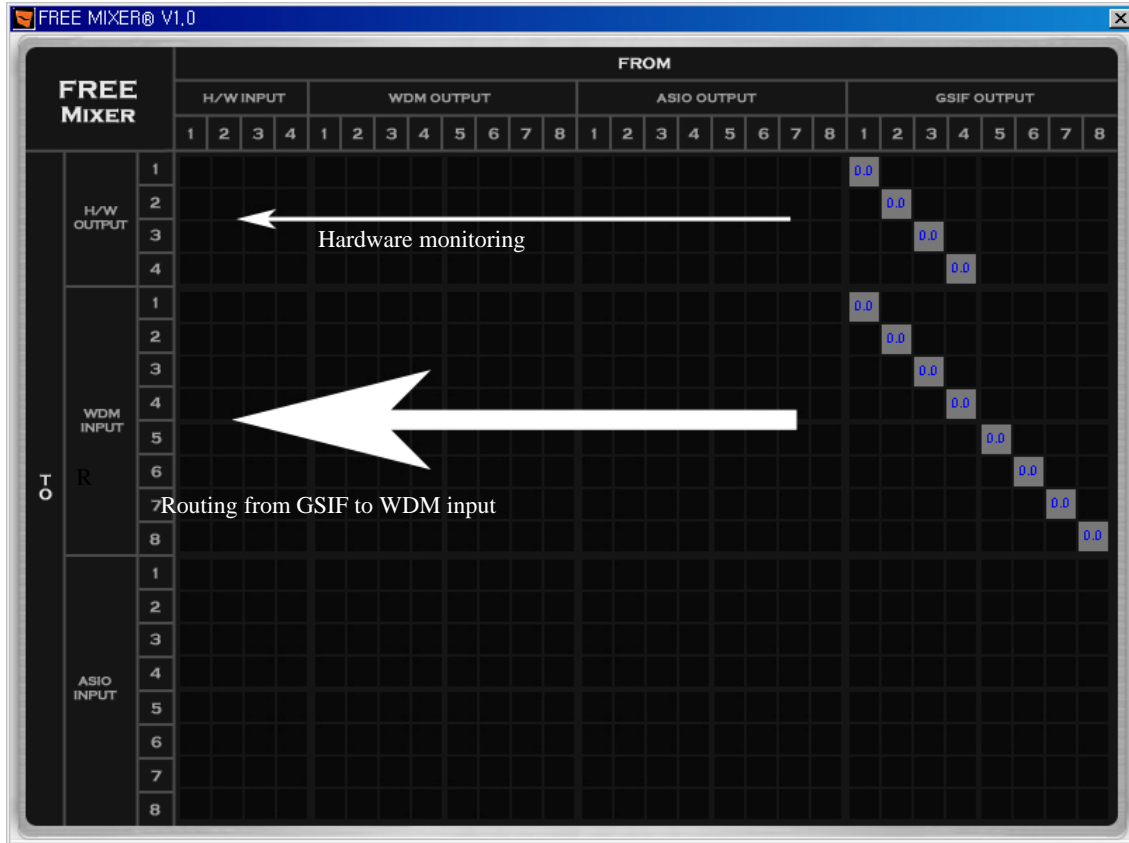 FREE MIXER® V1,0
FREE
MIXER
FROM
H/W INPUT WDM OUTPUT ASIO OUTPUT GSIF OUTPUT
1 2 3 4 1 2 3 4 5 6 7 8 1 2 3 4 5 6 7 8 1 2 3 4 5 6 7 8
TO
H/W
OUTPUT
1 0.0
2 0.0
3 0.0
4 0.0
Hardware monitoring
WDM
INPUT
R
1 0.0
2 0.0
3 0.0
4 0.0
5 0.0
6 0.0
7 0.0
8 0.0
Routing from GSIF to WDM input
ASIO
INPUT
1
2
3
4
5
6
7
8